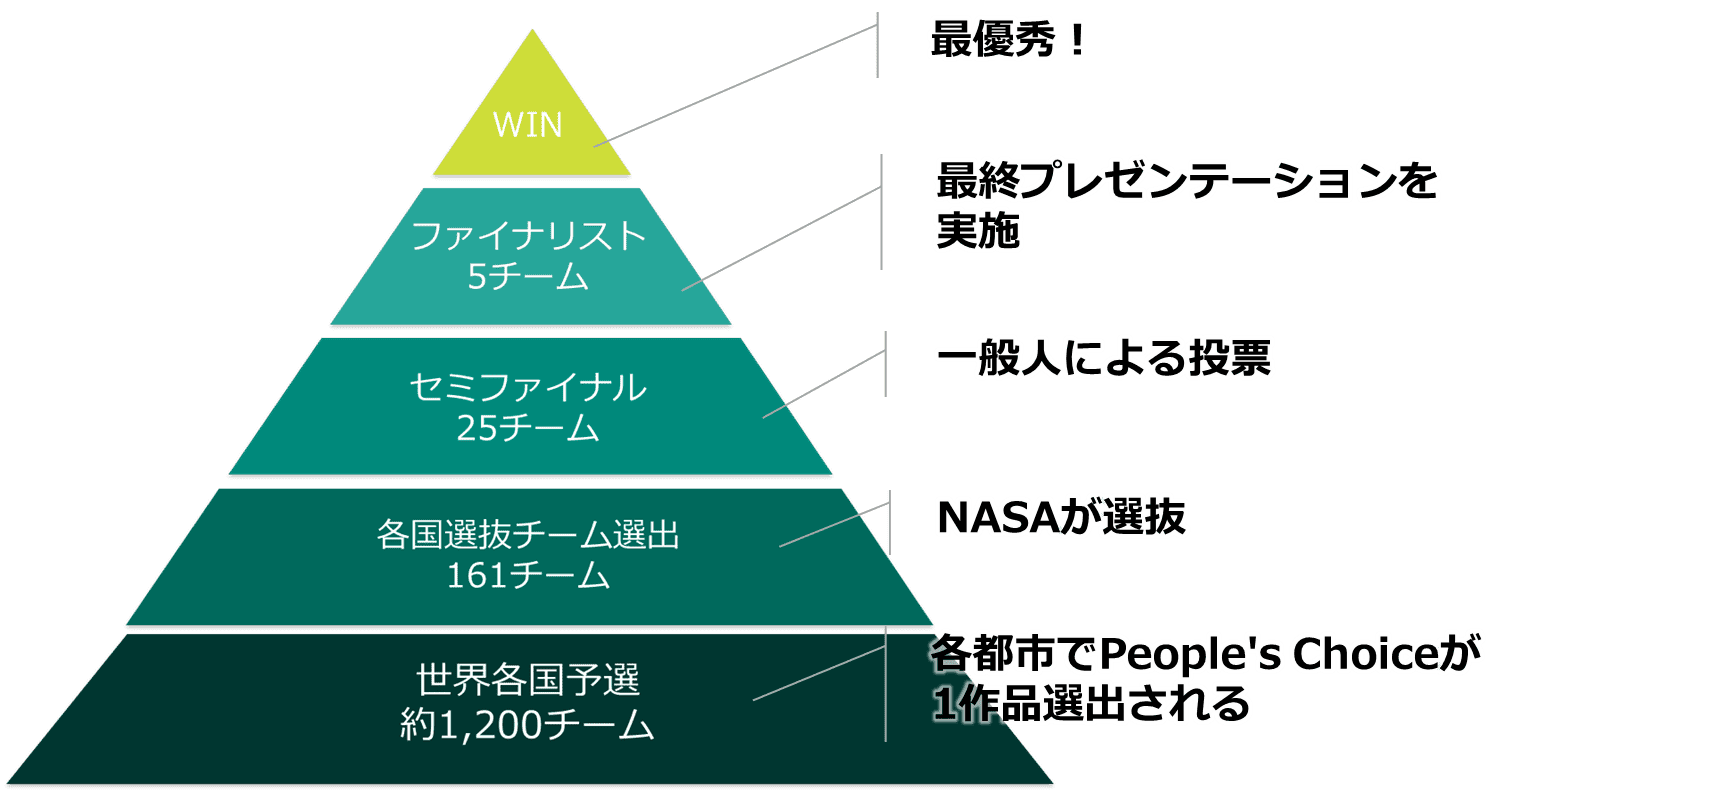 最優秀！
WIN
最終プレゼンテーションを
実施
ファイナリスト
5チーム
一般人による投票
セミファイナル
25チーム
NASAが選抜
各国選抜チーム選出
161チーム
各都市でPeople's Choiceが
1作品選出される
世界各国予選
約1,200チーム